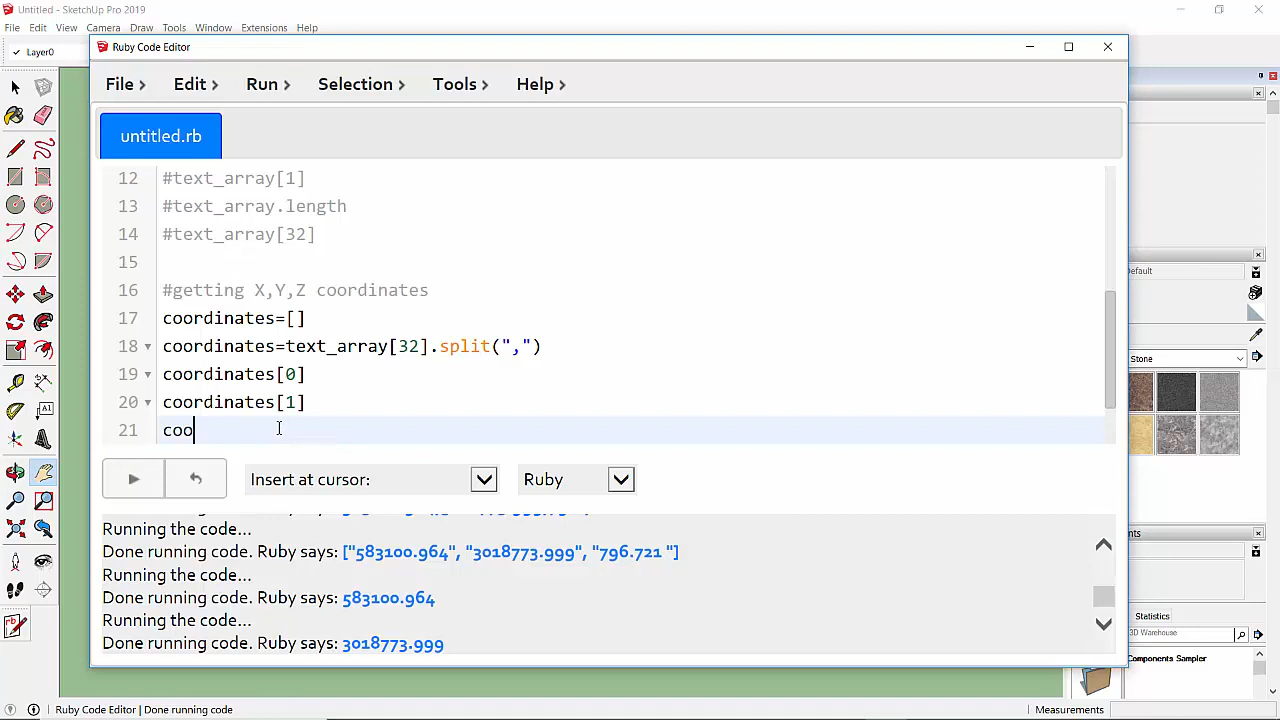 Untitled - SketchUp Pro 2019
File Edit View Camera Draw Tools Window Extensions Help
Layer0
Ruby Code Editor
File Edit Run Selection Tools Help
untitled.rb
12 #text_array[1]
13 #text_array.length
14 #text_array[32]
15
16 #getting X,Y,Z coordinates
17 coordinates=[]
18 coordinates=text_array[32].split(",")
19 coordinates[0]
20 coordinates[1]
21 coo
Insert at cursor: Ruby
Running the code...
Done running code. Ruby says: ["583100.964", "3018773.999", "796.721 "]
Running the code...
Done running code. Ruby says: 583100.964
Running the code...
Done running code. Ruby says: 3018773.999
Stone
Statistics
3D Warehouse
Components Sampler
Ruby Code Editor | Done running code
Measurements